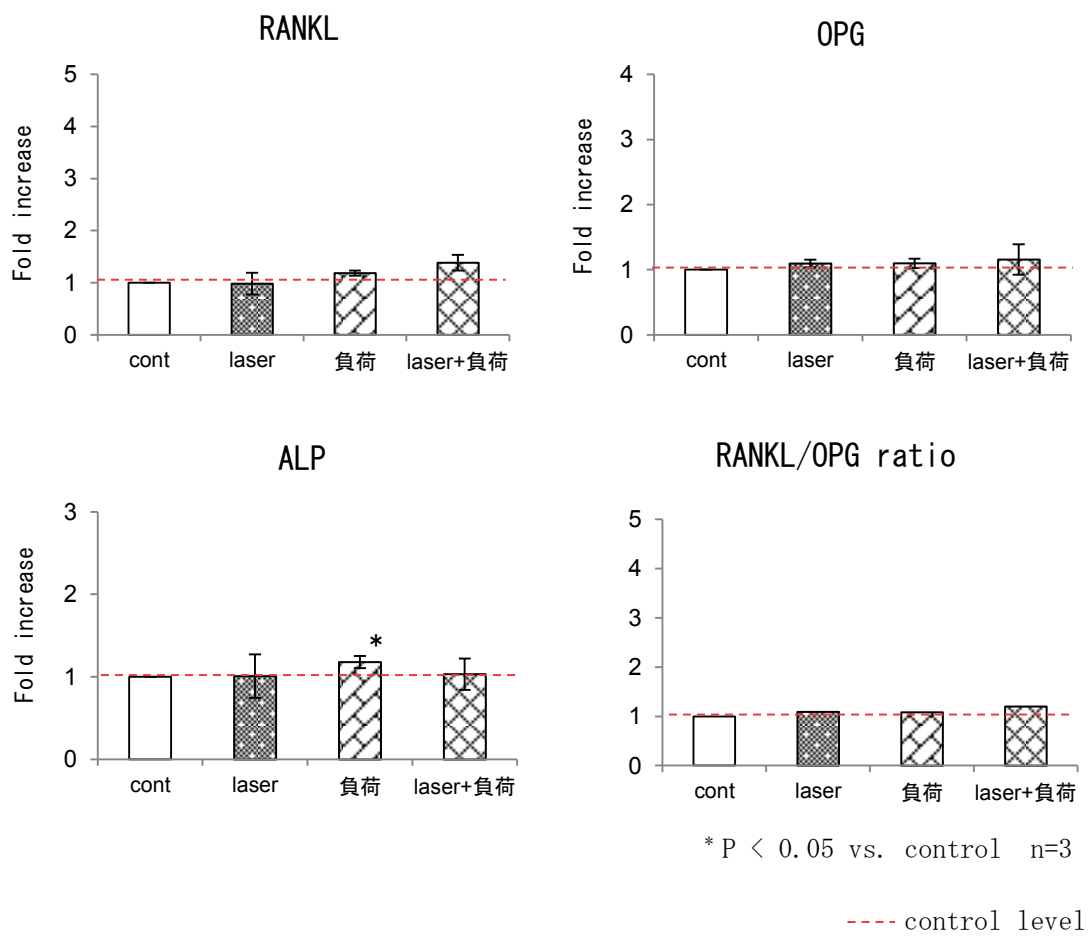 RANKL
Fold increase
5
4
3
2
1
0
cont laser 負荷 laser+負荷
OPG
Fold increase
4
3
2
1
0
cont laser 負荷 laser+負荷
ALP
Fold increase
3
2
1
0
*
cont laser 負荷 laser+負荷
RANKL/OPG ratio
5
4
3
2
1
0
cont laser 負荷 laser+負荷
*P < 0.05 vs. control n=3
control level